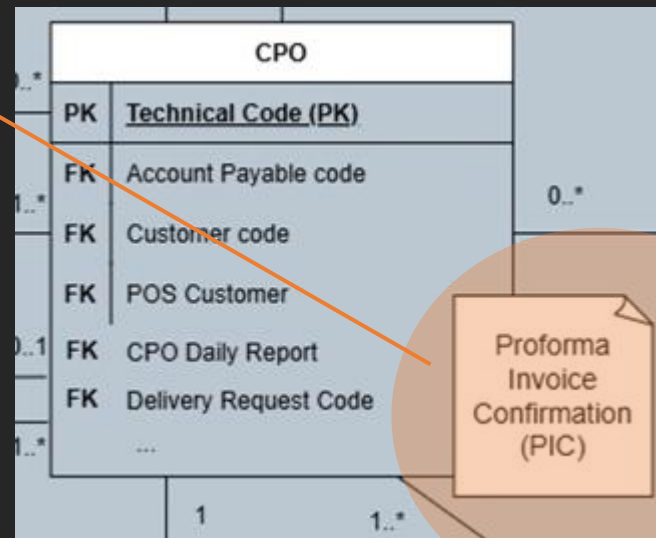 CPO
0..*
PK Technical Code (PK)
FK Account Payable code
0..*
1..*
FK Customer code
FK POS Customer
0..1 FK CPO Daily Report
FK Delivery Request Code
1..*
...
Proforma
Invoice
Confirmation
(PIC)
1
1..*